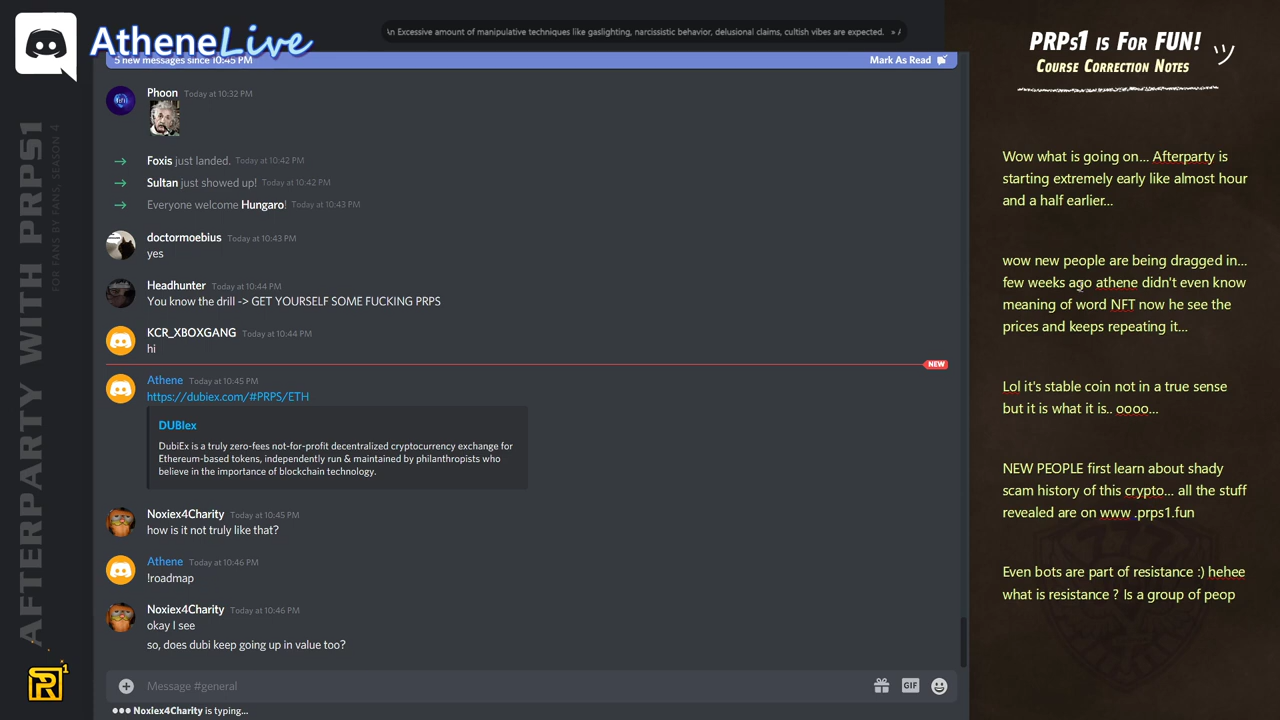 AtheneLive
An Excessive amount of manipulative techniques like gaslighting, narcissistic behavior, delusional claims, cultish vibes are expected. »
5 new messages since 10:45 PM
Mark As Read
Phoon Today at 10:32 PM
Foxis just landed. Today at 10:42 PM
Sultan just showed up! Today at 10:42 PM
Everyone welcome Hungaro! Today at 10:43 PM
doctormoebius Today at 10:43 PM
yes
Headhunter Today at 10:44 PM
You know the drill -> GET YOURSELF SOME FUCKING PRPS
KCR_XBOXGANG Today at 10:44 PM
hi
NEW
Athene Today at 10:45 PM
https://dubiex.com/#PRPS/ETH
DUBIex
DubiEx is a truly zero-fees not-for-profit decentralized cryptocurrency exchange for
Ethereum-based tokens, independently run & maintained by philanthropists who
believe in the importance of blockchain technology.
Noxiex4Charity Today at 10:45 PM
how is it not truly like that?
Athene Today at 10:46 PM
!roadmap
Noxiex4Charity Today at 10:46 PM
okay I see
so, does dubi keep going up in value too?
Message #general
GIF
Noxiex4Charity is typing...
AFTERPARTY WITH PRPS1
FOR FANS BY FANS, SEASON 4
R1
PRPs1 is For FUN!
Course Correction Notes
ツ
Wow what is going on... Afterparty is
starting extremely early like almost hour
and a half earlier...
wow new people are being dragged in...
few weeks ago athene didn't even know
meaning of word NFT now he see the
prices and keeps repeating it...
Lol it's stable coin not in a true sense
but it is what it is.. oooo...
NEW PEOPLE first learn about shady
scam history of this crypto... all the stuff
revealed are on www .prps1.fun
Even bots are part of resistance :) hehee
what is resistance ? Is a group of peop